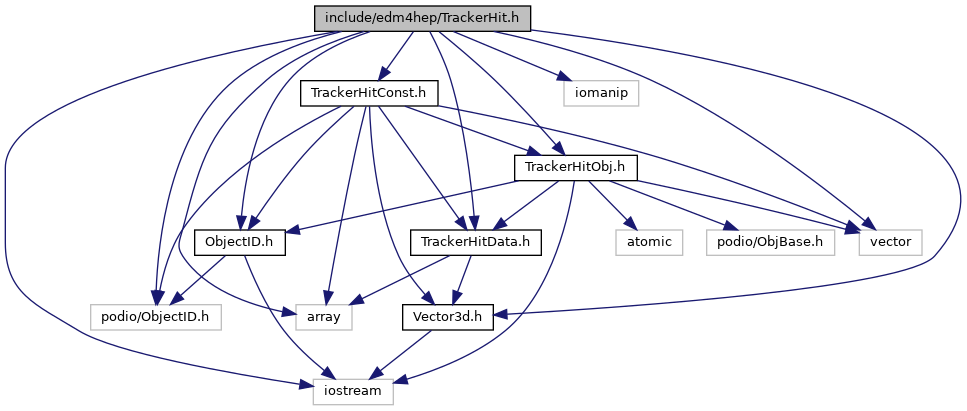 include/edm4hep/TrackerHit.h
TrackerHitConst.h
iomanip
TrackerHitObj.h
ObjectID.h
TrackerHitData.h
atomic
podio/ObjBase.h
vector
podio/ObjectID.h
array
Vector3d.h
iostream